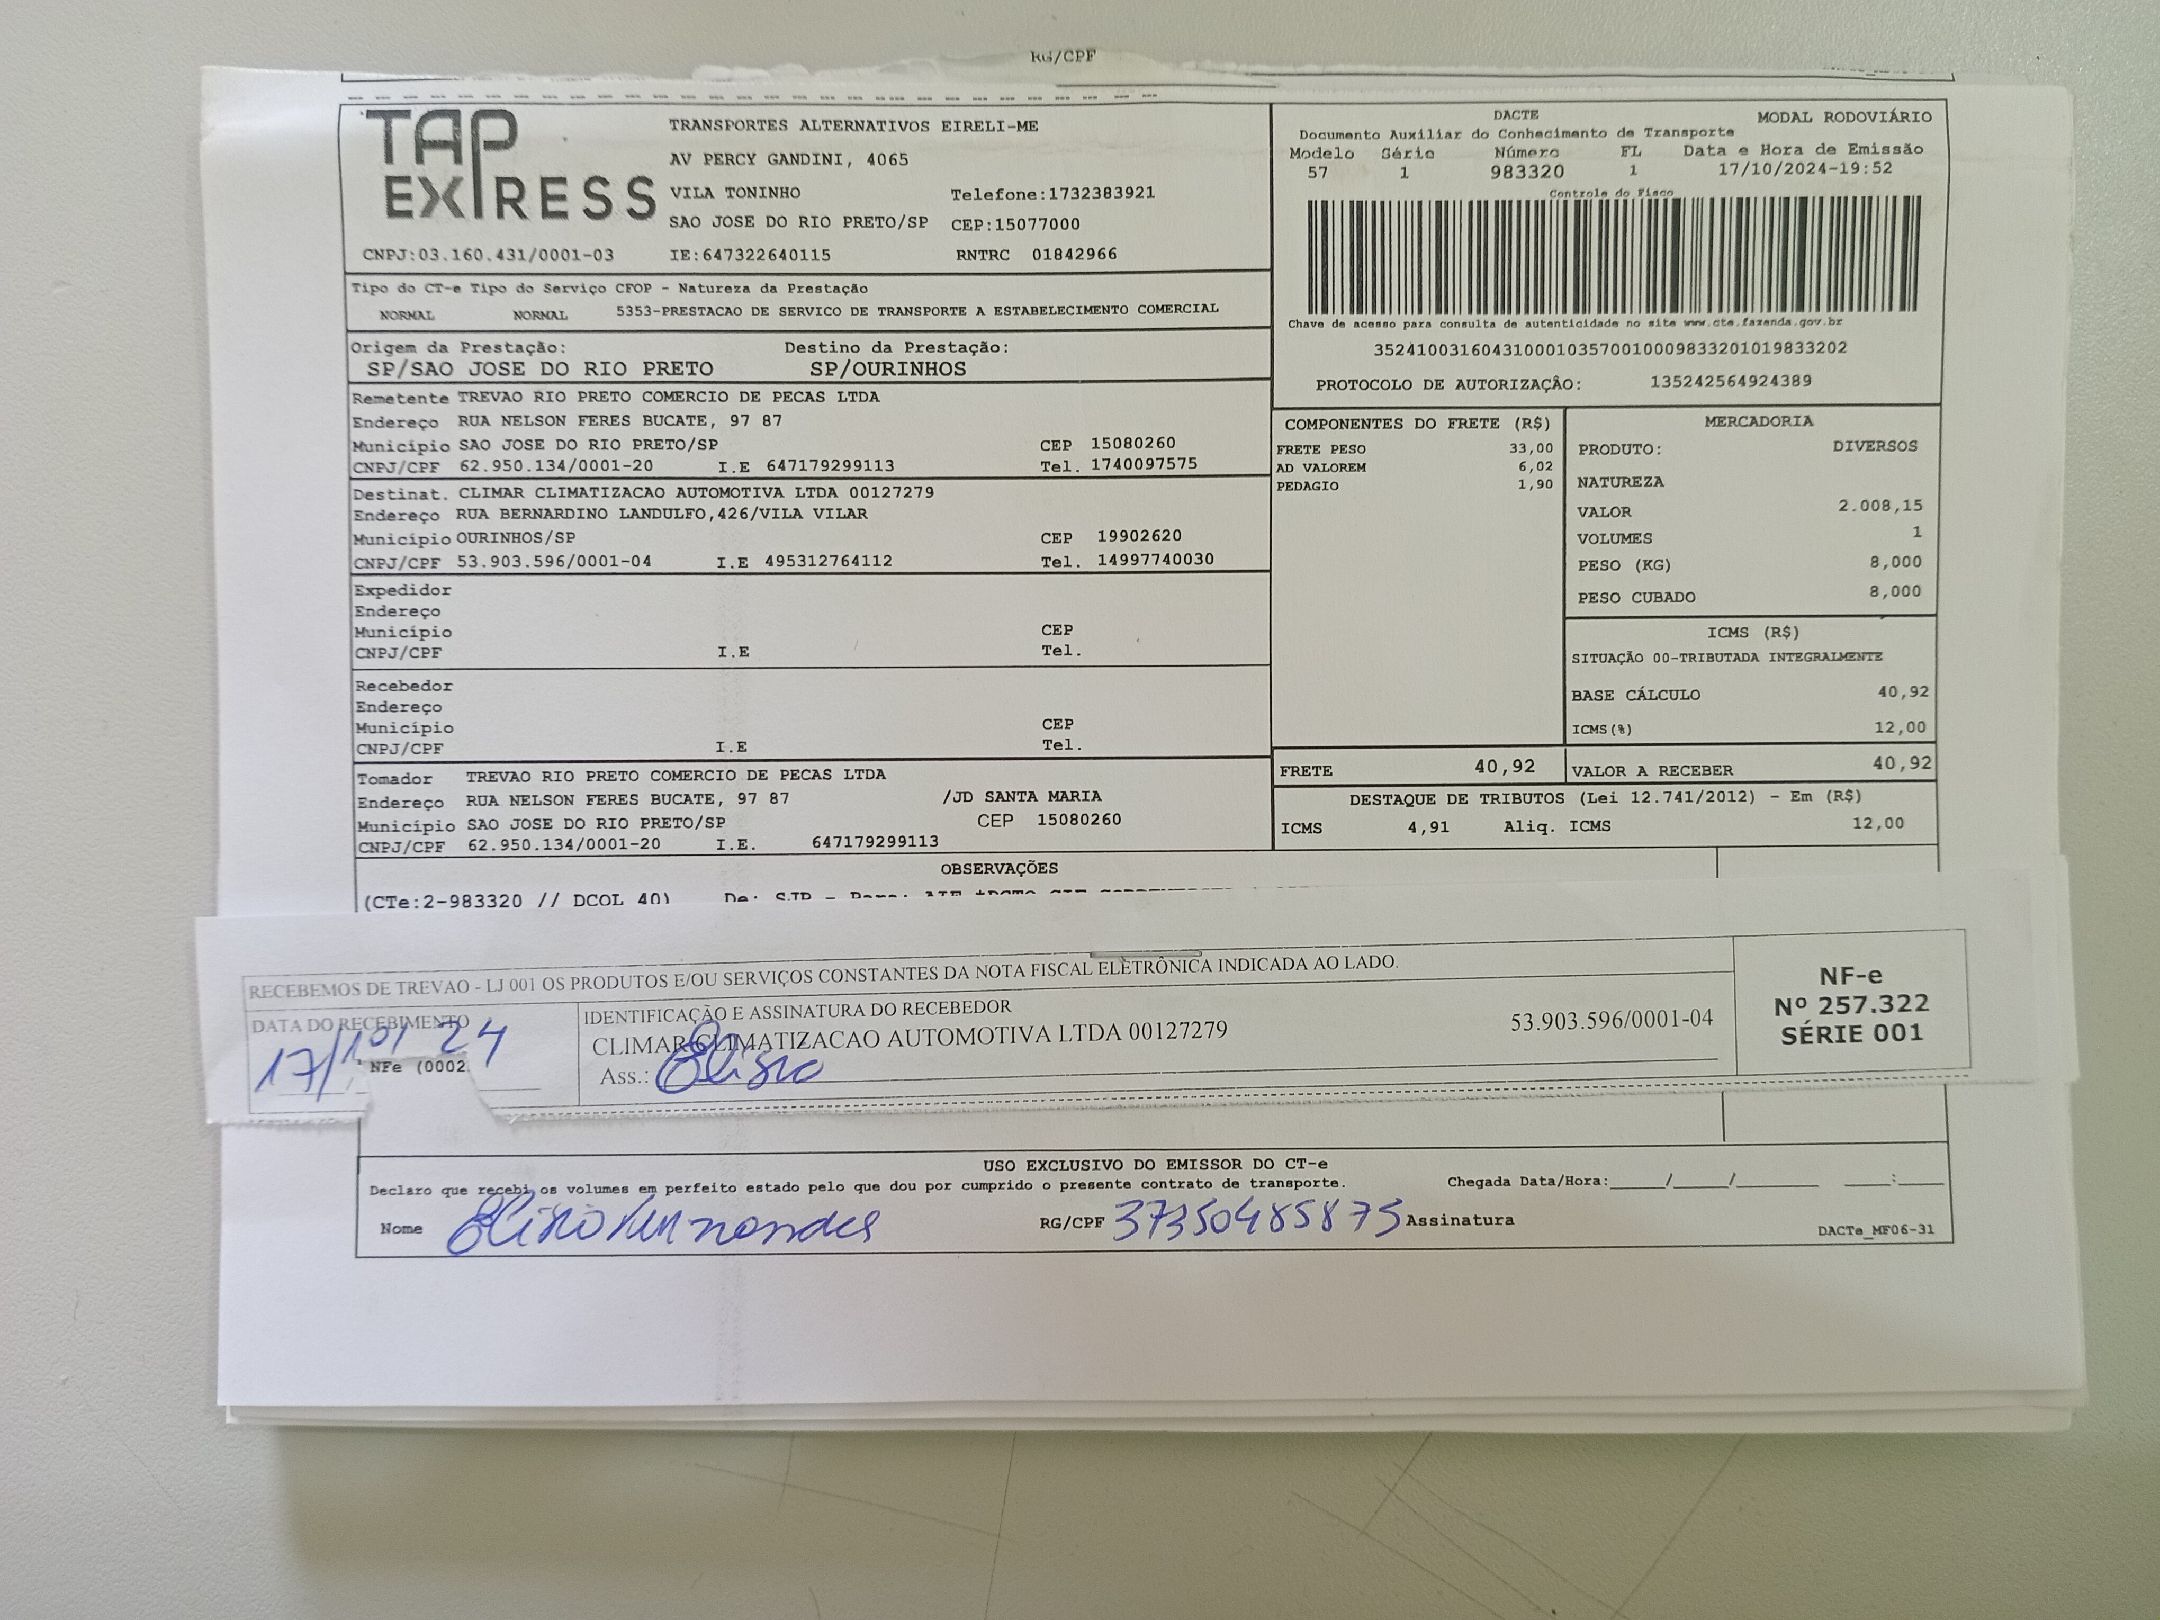 RG/CPF
TAP EXPRESS
TRANSPORTES ALTERNATIVOS EIRELI-ME
AV PERCY GANDINI, 4065
VILA TONINHO Telefone:1732383921
SAO JOSE DO RIO PRETO/SP CEP:15077000
CNPJ:03.160.431/0001-03 IE:647322640115 RNTRC 01842966
DACTE MODAL RODOVIÁRIO
Documento Auxiliar do Conhecimento de Transporte
Modelo Série Número FL Data e Hora de Emissão
57 1 983320 1 17/10/2024-19:52
Controle do Fisco
Chave de acesso para consulta de autenticidade no site www.cte.fazenda.gov.br
35241003160431000103570010009833201019833202
PROTOCOLO DE AUTORIZAÇÃO: 135242564924389
Tipo do CT-e Tipo do Serviço CFOP - Natureza da Prestação
NORMAL NORMAL 5353-PRESTACAO DE SERVICO DE TRANSPORTE A ESTABELECIMENTO COMERCIAL
Origem da Prestação: Destino da Prestação:
SP/SAO JOSE DO RIO PRETO SP/OURINHOS
Remetente TREVAO RIO PRETO COMERCIO DE PECAS LTDA
Endereço RUA NELSON FERES BUCATE, 97 87
Município SAO JOSE DO RIO PRETO/SP CEP 15080260
CNPJ/CPF 62.950.134/0001-20 I.E 647179299113 Tel. 1740097575
Destinat. CLIMAR CLIMATIZACAO AUTOMOTIVA LTDA 00127279
Endereço RUA BERNARDINO LANDULFO,426/VILA VILAR
Município OURINHOS/SP CEP 19902620
CNPJ/CPF 53.903.596/0001-04 I.E 495312764112 Tel. 14997740030
Expedidor
Endereço
Município CEP
CNPJ/CPF I.E Tel.
Recebedor
Endereço
Município CEP
CNPJ/CPF I.E Tel.
Tomador TREVAO RIO PRETO COMERCIO DE PECAS LTDA
Endereço RUA NELSON FERES BUCATE, 97 87 /JD SANTA MARIA
Município SAO JOSE DO RIO PRETO/SP CEP 15080260
CNPJ/CPF 62.950.134/0001-20 I.E. 647179299113
COMPONENTES DO FRETE (R$)
FRETE PESO 33,00
AD VALOREM 6,02
PEDAGIO 1,90
MERCADORIA
PRODUTO: DIVERSOS
NATUREZA
VALOR 2.008,15
VOLUMES 1
PESO (KG) 8,000
PESO CUBADO 8,000
ICMS (R$)
SITUAÇÃO 00-TRIBUTADA INTEGRALMENTE
BASE CÁLCULO 40,92
ICMS(%) 12,00
FRETE 40,92 VALOR A RECEBER 40,92
DESTAQUE DE TRIBUTOS (Lei 12.741/2012) - Em (R$)
ICMS 4,91 Aliq. ICMS 12,00
OBSERVAÇÕES
(CTe:2-983320 // DCOL 40) De: SJP - Para:
RECEBEMOS DE TREVAO - LJ 001 OS PRODUTOS E/OU SERVIÇOS CONSTANTES DA NOTA FISCAL ELETRÔNICA INDICADA AO LADO.
DATA DO RECEBIMENTO
17/10/24
NFe (0002
IDENTIFICAÇÃO E ASSINATURA DO RECEBEDOR
CLIMAR CLIMATIZACAO AUTOMOTIVA LTDA 00127279 53.903.596/0001-04
Ass.:
NF-e
Nº 257.322
SÉRIE 001
USO EXCLUSIVO DO EMISSOR DO CT-e
Declaro que recebi os volumes em perfeito estado pelo que dou por cumprido o presente contrato de transporte. Chegada Data/Hora:____/____/______ ____:____
Nome RG/CPF 37350485875 Assinatura
DACTe_MF06-31